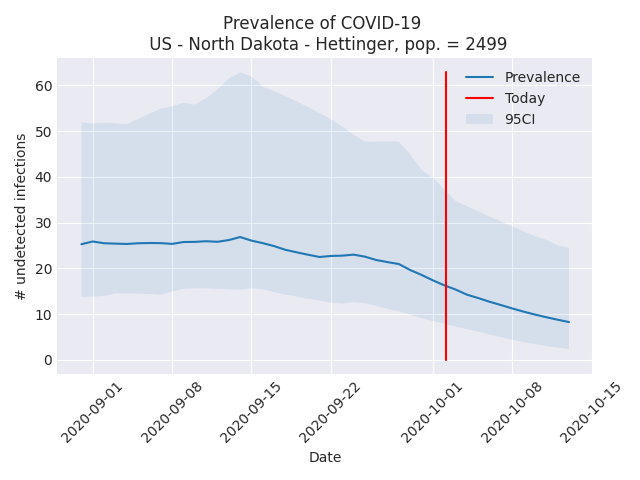 Prevalence of COVID-19
US - North Dakota - Hettinger, pop. = 2499
Prevalence
Today
95CI
60
50
40
30
20
10
0
# undetected infections
2020-09-01
2020-09-08
2020-09-15
2020-09-22
2020-10-01
2020-10-08
2020-10-15
Date